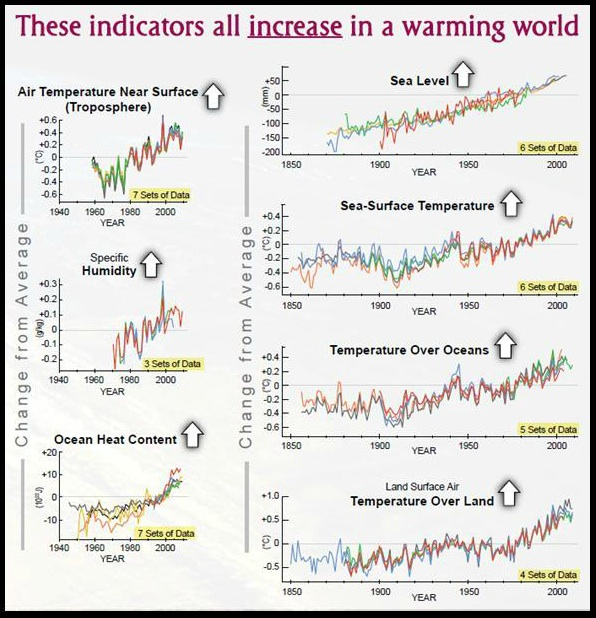 These indicators all increase in a warming world
Change from Average
Air Temperature Near Surface
(Troposphere)
+0.6
+0.4
+0.2
0
-0.2
-0.4
-0.6
(°C)
7 Sets of Data
1940 1960 1980 2000
YEAR
Specific
Humidity
+0.3
+0.2
+0.1
0
-0.1
-0.2
(g/kg)
3 Sets of Data
1940 1960 1980 2000
YEAR
Ocean Heat Content
+20
+10
0
-10
(10²²J)
7 Sets of Data
1940 1960 1980 2000
YEAR
Change from Average
Sea Level
+50
0
-50
-100
-150
-200
(mm)
6 Sets of Data
1850 1900 1950 2000
YEAR
Sea-Surface Temperature
+0.4
+0.2
0
-0.2
-0.4
-0.6
(°C)
6 Sets of Data
1850 1900 1950 2000
YEAR
Temperature Over Oceans
+0.4
+0.2
0
-0.2
-0.4
-0.6
(°C)
5 Sets of Data
1850 1900 1950 2000
YEAR
Land Surface Air
Temperature Over Land
+1.0
+0.5
0
-0.5
(°C)
4 Sets of Data
1850 1900 1950 2000
YEAR